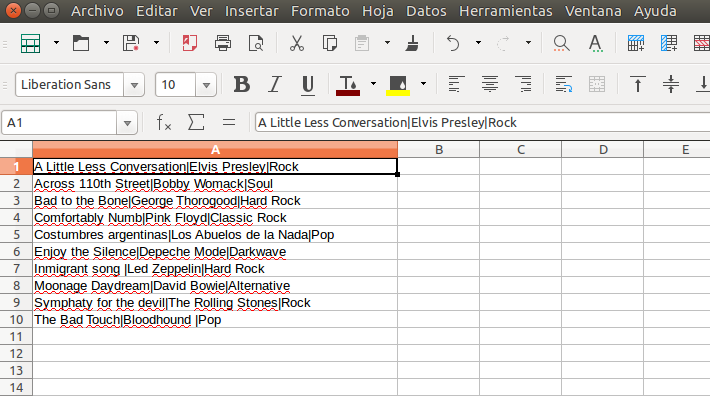 Archivo Editar Ver Insertar Formato Hoja Datos Herramientas Ventana Ayuda
Liberation Sans 10 B I U T
A1 fx Σ = A Little Less Conversation|Elvis Presley|Rock
A B C D E
1 A Little Less Conversation|Elvis Presley|Rock
2 Across 110th Street|Bobby Womack|Soul
3 Bad to the Bone|George Thorogood|Hard Rock
4 Comfortably Numb|Pink Floyd|Classic Rock
5 Costumbres argentinas|Los Abuelos de la Nada|Pop
6 Enjoy the Silence|Depeche Mode|Darkwave
7 Inmigrant song |Led Zeppelin|Hard Rock
8 Moonage Daydream|David Bowie|Alternative
9 Symphaty for the devil|The Rolling Stones|Rock
10 The Bad Touch|Bloodhound |Pop
11
12
13
14